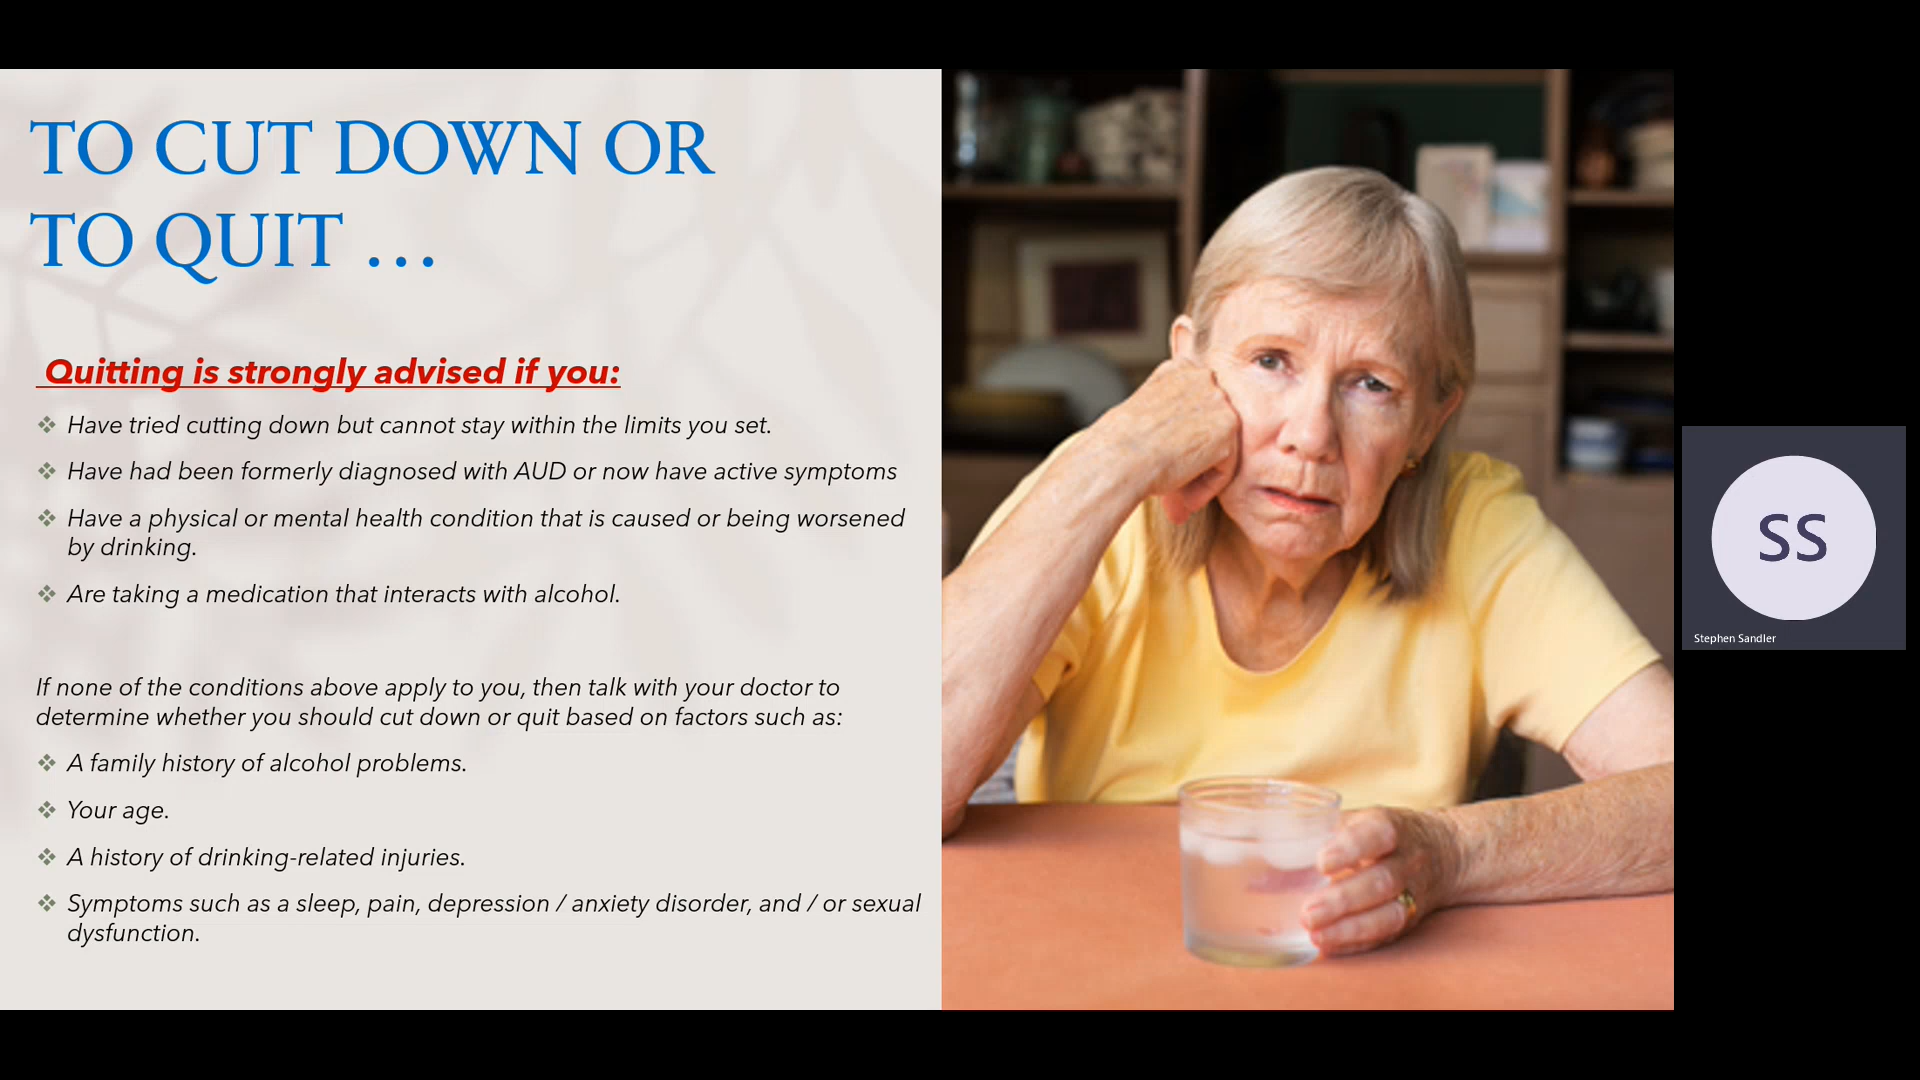 TO CUT DOWN OR
TO QUIT …
Quitting is strongly advised if you:
❖ Have tried cutting down but cannot stay within the limits you set.
❖ Have had been formerly diagnosed with AUD or now have active symptoms
❖ Have a physical or mental health condition that is caused or being worsened
by drinking.
❖ Are taking a medication that interacts with alcohol.
If none of the conditions above apply to you, then talk with your doctor to
determine whether you should cut down or quit based on factors such as:
❖ A family history of alcohol problems.
❖ Your age.
❖ A history of drinking-related injuries.
❖ Symptoms such as a sleep, pain, depression / anxiety disorder, and / or sexual
dysfunction.
SS
Stephen Sandler